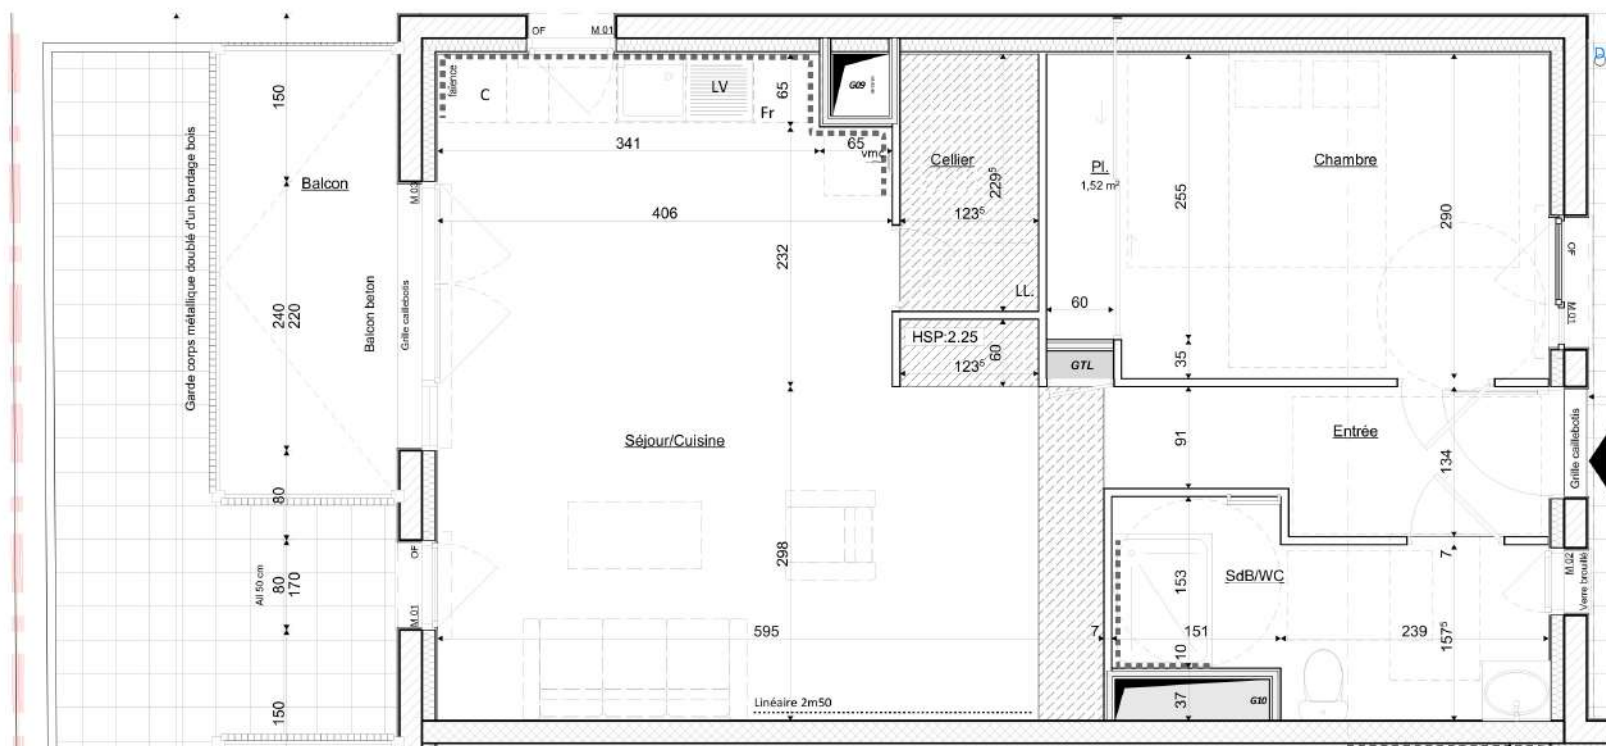 OF
M 01
150
faïence
C
LV
Fr
65
G09
341
65
vmc
Cellier
229⁵
123⁵
Pl.
1,52 m²
255
Chambre
290
Balcon
M 03
406
232
Garde corps métallique doublé d'un bardage bois
240
220
Balcon beton
Grille caillebotis
LL.
60
OF
M 01
HSP:2.25
123⁵
60
GTL
35
Séjour/Cuisine
91
Entrée
134
Grille caillebotis
80
298
All 50 cm
80
170
OF
M 01
153
SdB/WC
7
M 02
Verre brouillé
595
7
151
239
157⁵
10
150
Linéaire 2m50
37
G10